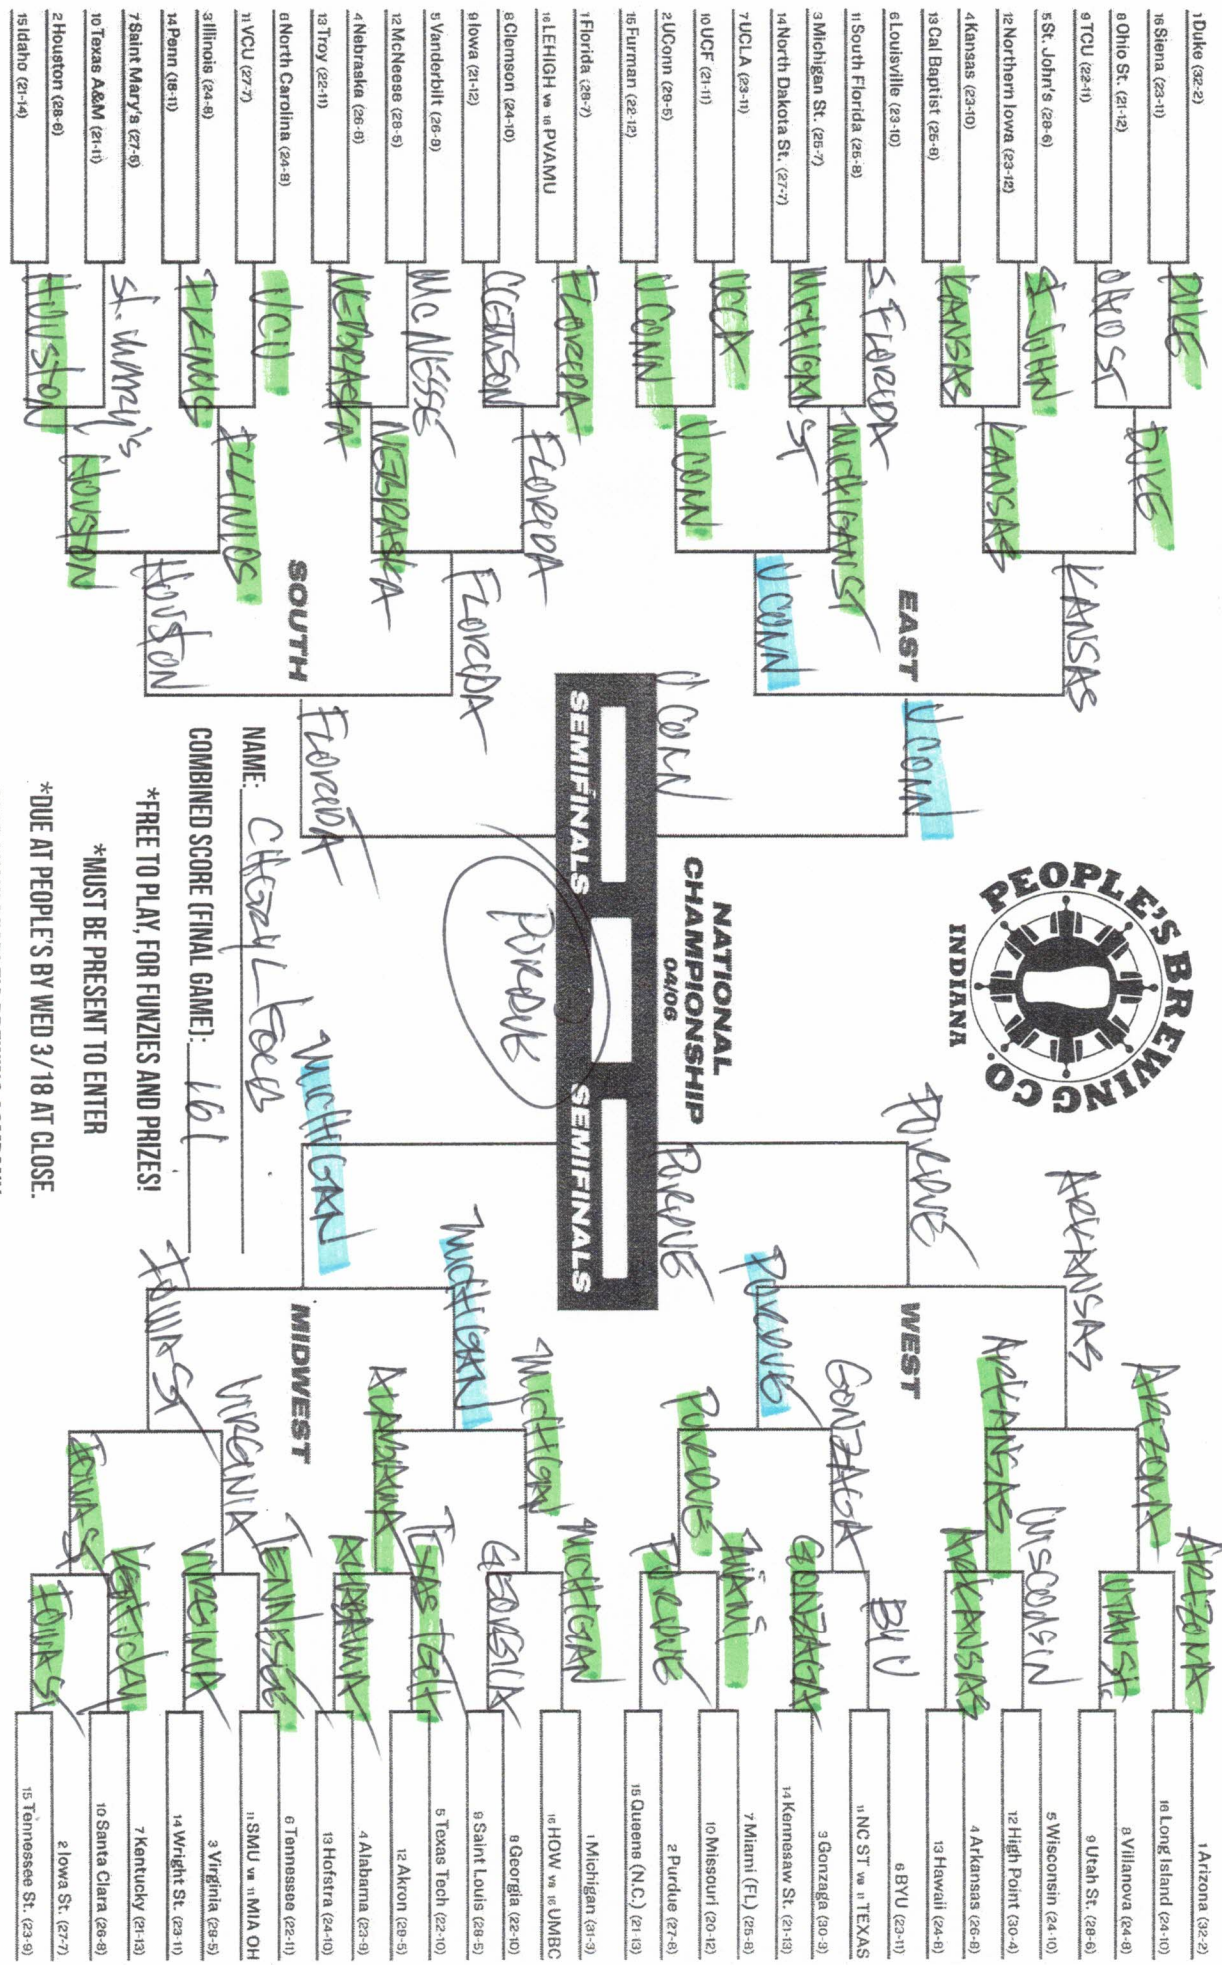 1 Duke (32-2)
16 Siena (23-11)
8 Ohio St. (21-12)
9 TCU (22-11)
5 St. John's (28-6)
12 Northern Iowa (23-12)
4 Kansas (23-10)
13 Cal Baptist (25-8)
6 Louisville (23-10)
11 South Florida (25-8)
3 Michigan St. (25-7)
14 North Dakota St. (27-7)
7 UCLA (23-11)
10 UCF (21-11)
2 UConn (29-5)
15 Furman (22-12)
DUKE
OHIO ST
ST JOHN
KANSAS
S. FLORIDA
MICHIGAN ST
UCLA
U CONN
DUKE
KANSAS
MICHIGAN ST
U CONN
KANSAS
U CONN
U CONN
EAST
1 Florida (26-7)
16 LEHIGH vs 16 PVAMU
8 Clemson (24-10)
9 Iowa (21-12)
5 Vanderbilt (26-8)
12 McNeese (28-5)
4 Nebraska (26-6)
13 Troy (22-11)
6 North Carolina (24-8)
11 VCU (27-7)
3 Illinois (24-8)
14 Penn (18-11)
7 Saint Mary's (27-5)
10 Texas A&M (21-11)
2 Houston (28-6)
15 Idaho (21-14)
FLORIDA
CLEMSON
MC NESSE
NEBRASKA
VCU
ILLINOIS
St. MARY'S
HOUSTON
FLORIDA
NEBRASKA
ILLINIOS
HOUSTON
FLORIDA
HOUSTON
FLORIDA
SOUTH
PEOPLE'S BREWING CO.
INDIANA
NATIONAL
CHAMPIONSHIP
04/06
U CONN
PURDUE
SEMIFINALS
SEMIFINALS
PURDUE
NAME: CHERYL
COMBINED SCORE (FINAL GAME): 161
*FREE TO PLAY, FOR FUNZIES AND PRIZES!
*MUST BE PRESENT TO ENTER
*DUE AT PEOPLE'S BY WED 3/18 AT CLOSE.
WEST
PURDUE
ARKANSAS
PURDUE
ARIZONA
ARKANSAS
GONZAGA
PURDUE
ARIZONA
UTAH St.
WISCONSIN
ARKANSAS
BYU
GONZAGA
MIAMI
PURDUE
1 Arizona (32-2)
16 Long Island (24-10)
8 Villanova (24-8)
9 Utah St. (28-6)
5 Wisconsin (24-10)
12 High Point (30-4)
4 Arkansas (26-8)
13 Hawaii (24-8)
6 BYU (23-11)
11 NC ST vs 11 TEXAS
3 Gonzaga (30-3)
14 Kennesaw St. (21-13)
7 Miami (FL) (25-8)
10 Missouri (20-12)
2 Purdue (27-8)
15 Queens (N.C.) (21-13)
MIDWEST
MICHIGAN
MICHIGAN
IOWA ST
MICHIGAN
ALABAMA
VIRGINIA
IOWA ST
MICHIGAN
GEORGIA
TEXAS TECH
ALABAMA
TENNESSEE
VIRGINIA
KENTUCKY
IOWA ST
1 Michigan (31-3)
16 HOW vs 16 UMBC
8 Georgia (22-10)
9 Saint Louis (28-5)
5 Texas Tech (22-10)
12 Akron (29-5)
4 Alabama (23-9)
13 Hofstra (24-10)
6 Tennessee (22-11)
11 SMU vs 11 MIA OH
3 Virginia (29-5)
14 Wright St. (23-11)
7 Kentucky (21-13)
10 Santa Clara (26-8)
2 Iowa St. (27-7)
15 Tennessee St. (23-9)